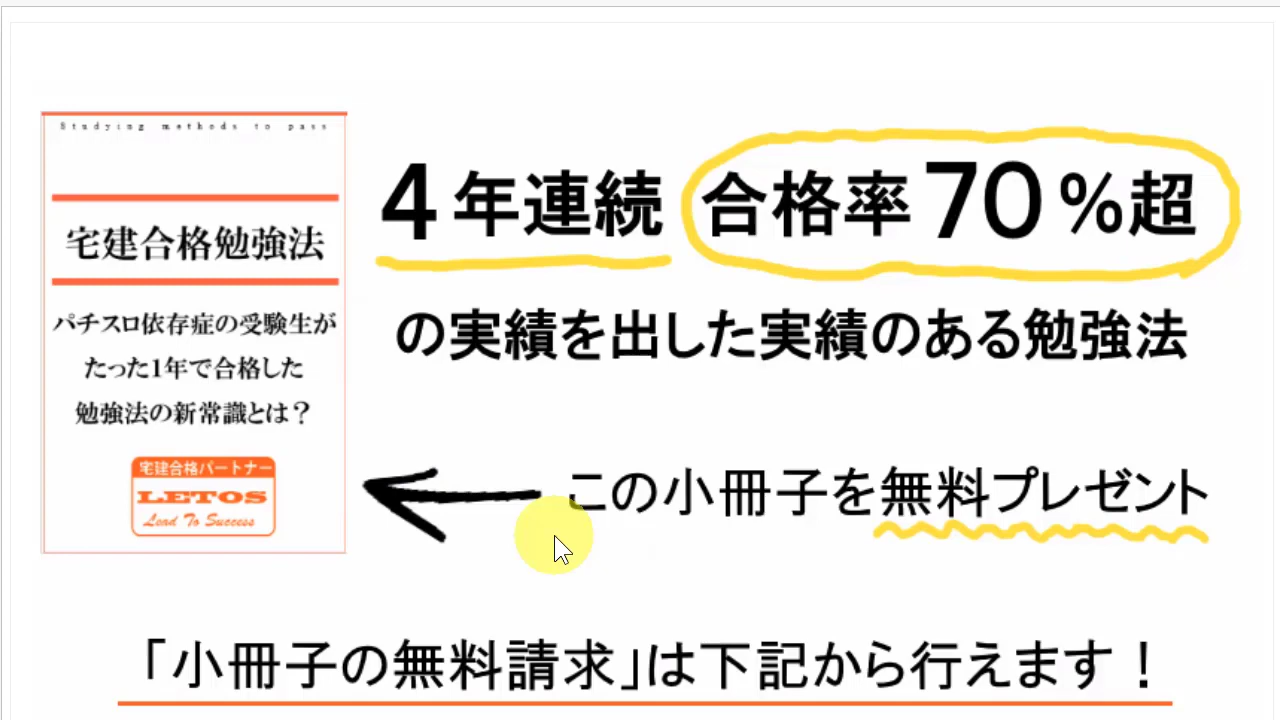 Studying methods to pass
宅建合格勉強法
パチスロ依存症の受験生が
たった1年で合格した
勉強法の新常識とは？
宅建合格パートナー
LETOS
Lead To Success
4年連続 合格率70％超
の実績を出した実績のある勉強法
この小冊子を無料プレゼント
「小冊子の無料請求」は下記から行えます！